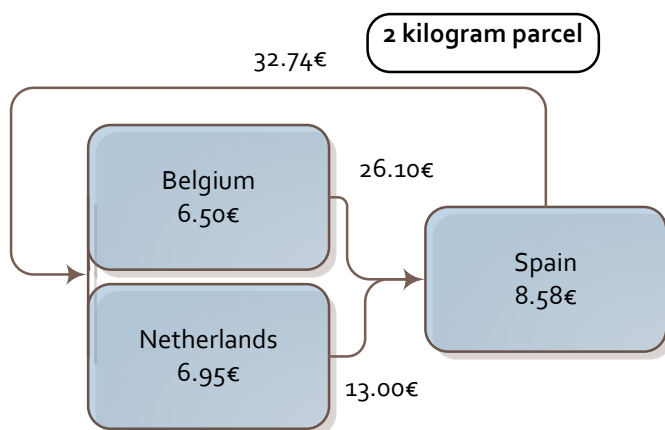 2 kilogram parcel
32.74€
Belgium
6.50€
26.10€
Spain
8.58€
Netherlands
6.95€
13.00€